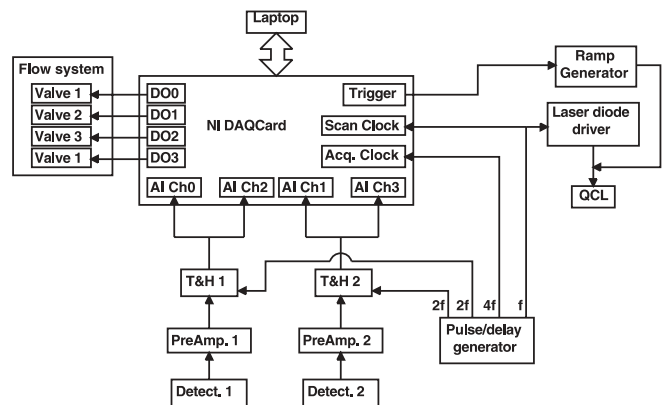 Laptop
Flow system
Valve 1
Valve 2
Valve 3
Valve 1
DO0
DO1
DO2
DO3
NI DAQCard
Trigger
Scan Clock
Acq. Clock
AI Ch0
AI Ch2
AI Ch1
AI Ch3
Ramp
Generator
Laser diode
driver
QCL
T&H 1
T&H 2
2f
2f
4f
f
PreAmp. 1
PreAmp. 2
Pulse/delay
generator
Detect. 1
Detect. 2